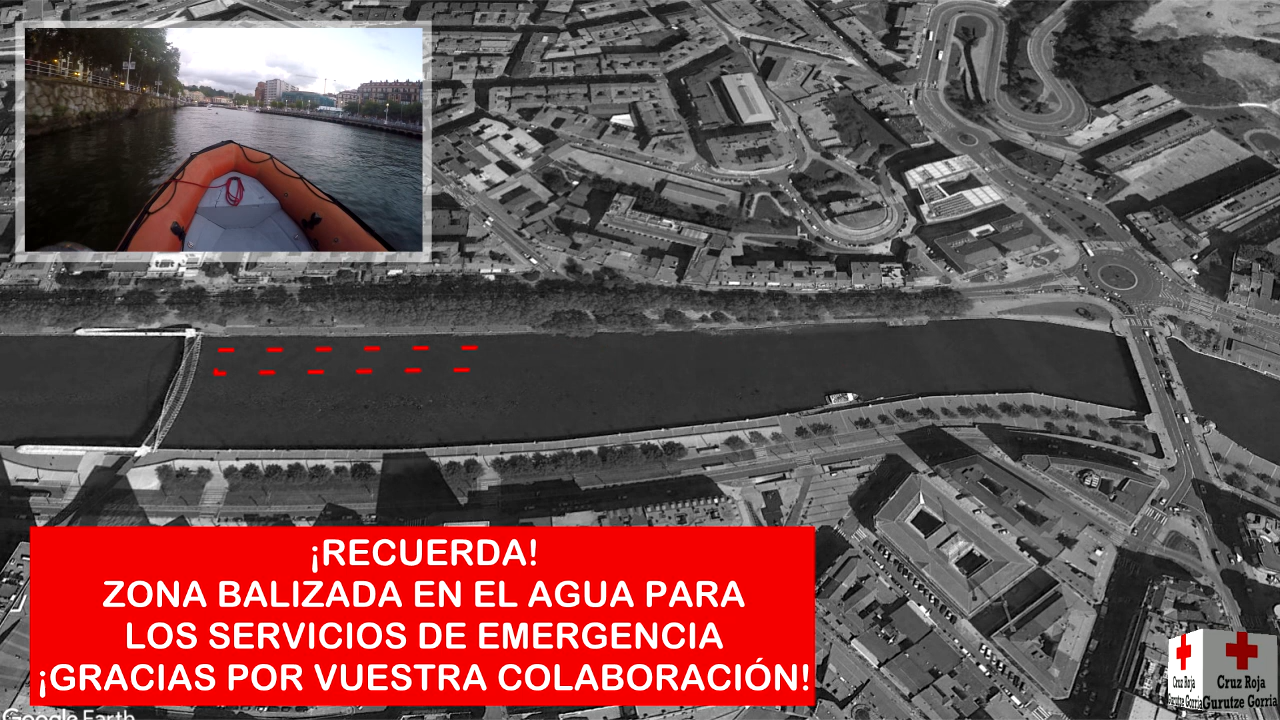 ¡RECUERDA!
ZONA BALIZADA EN EL AGUA PARA
LOS SERVICIOS DE EMERGENCIA
¡GRACIAS POR VUESTRA COLABORACIÓN!
Cruz Roja
Gurutze Gorria
Cruz Roja
Gurutze Gorria
Google Earth